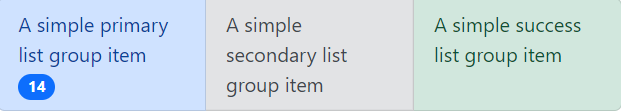 A simple primary
list group item
14
A simple
secondary list
group item
A simple success
list group item